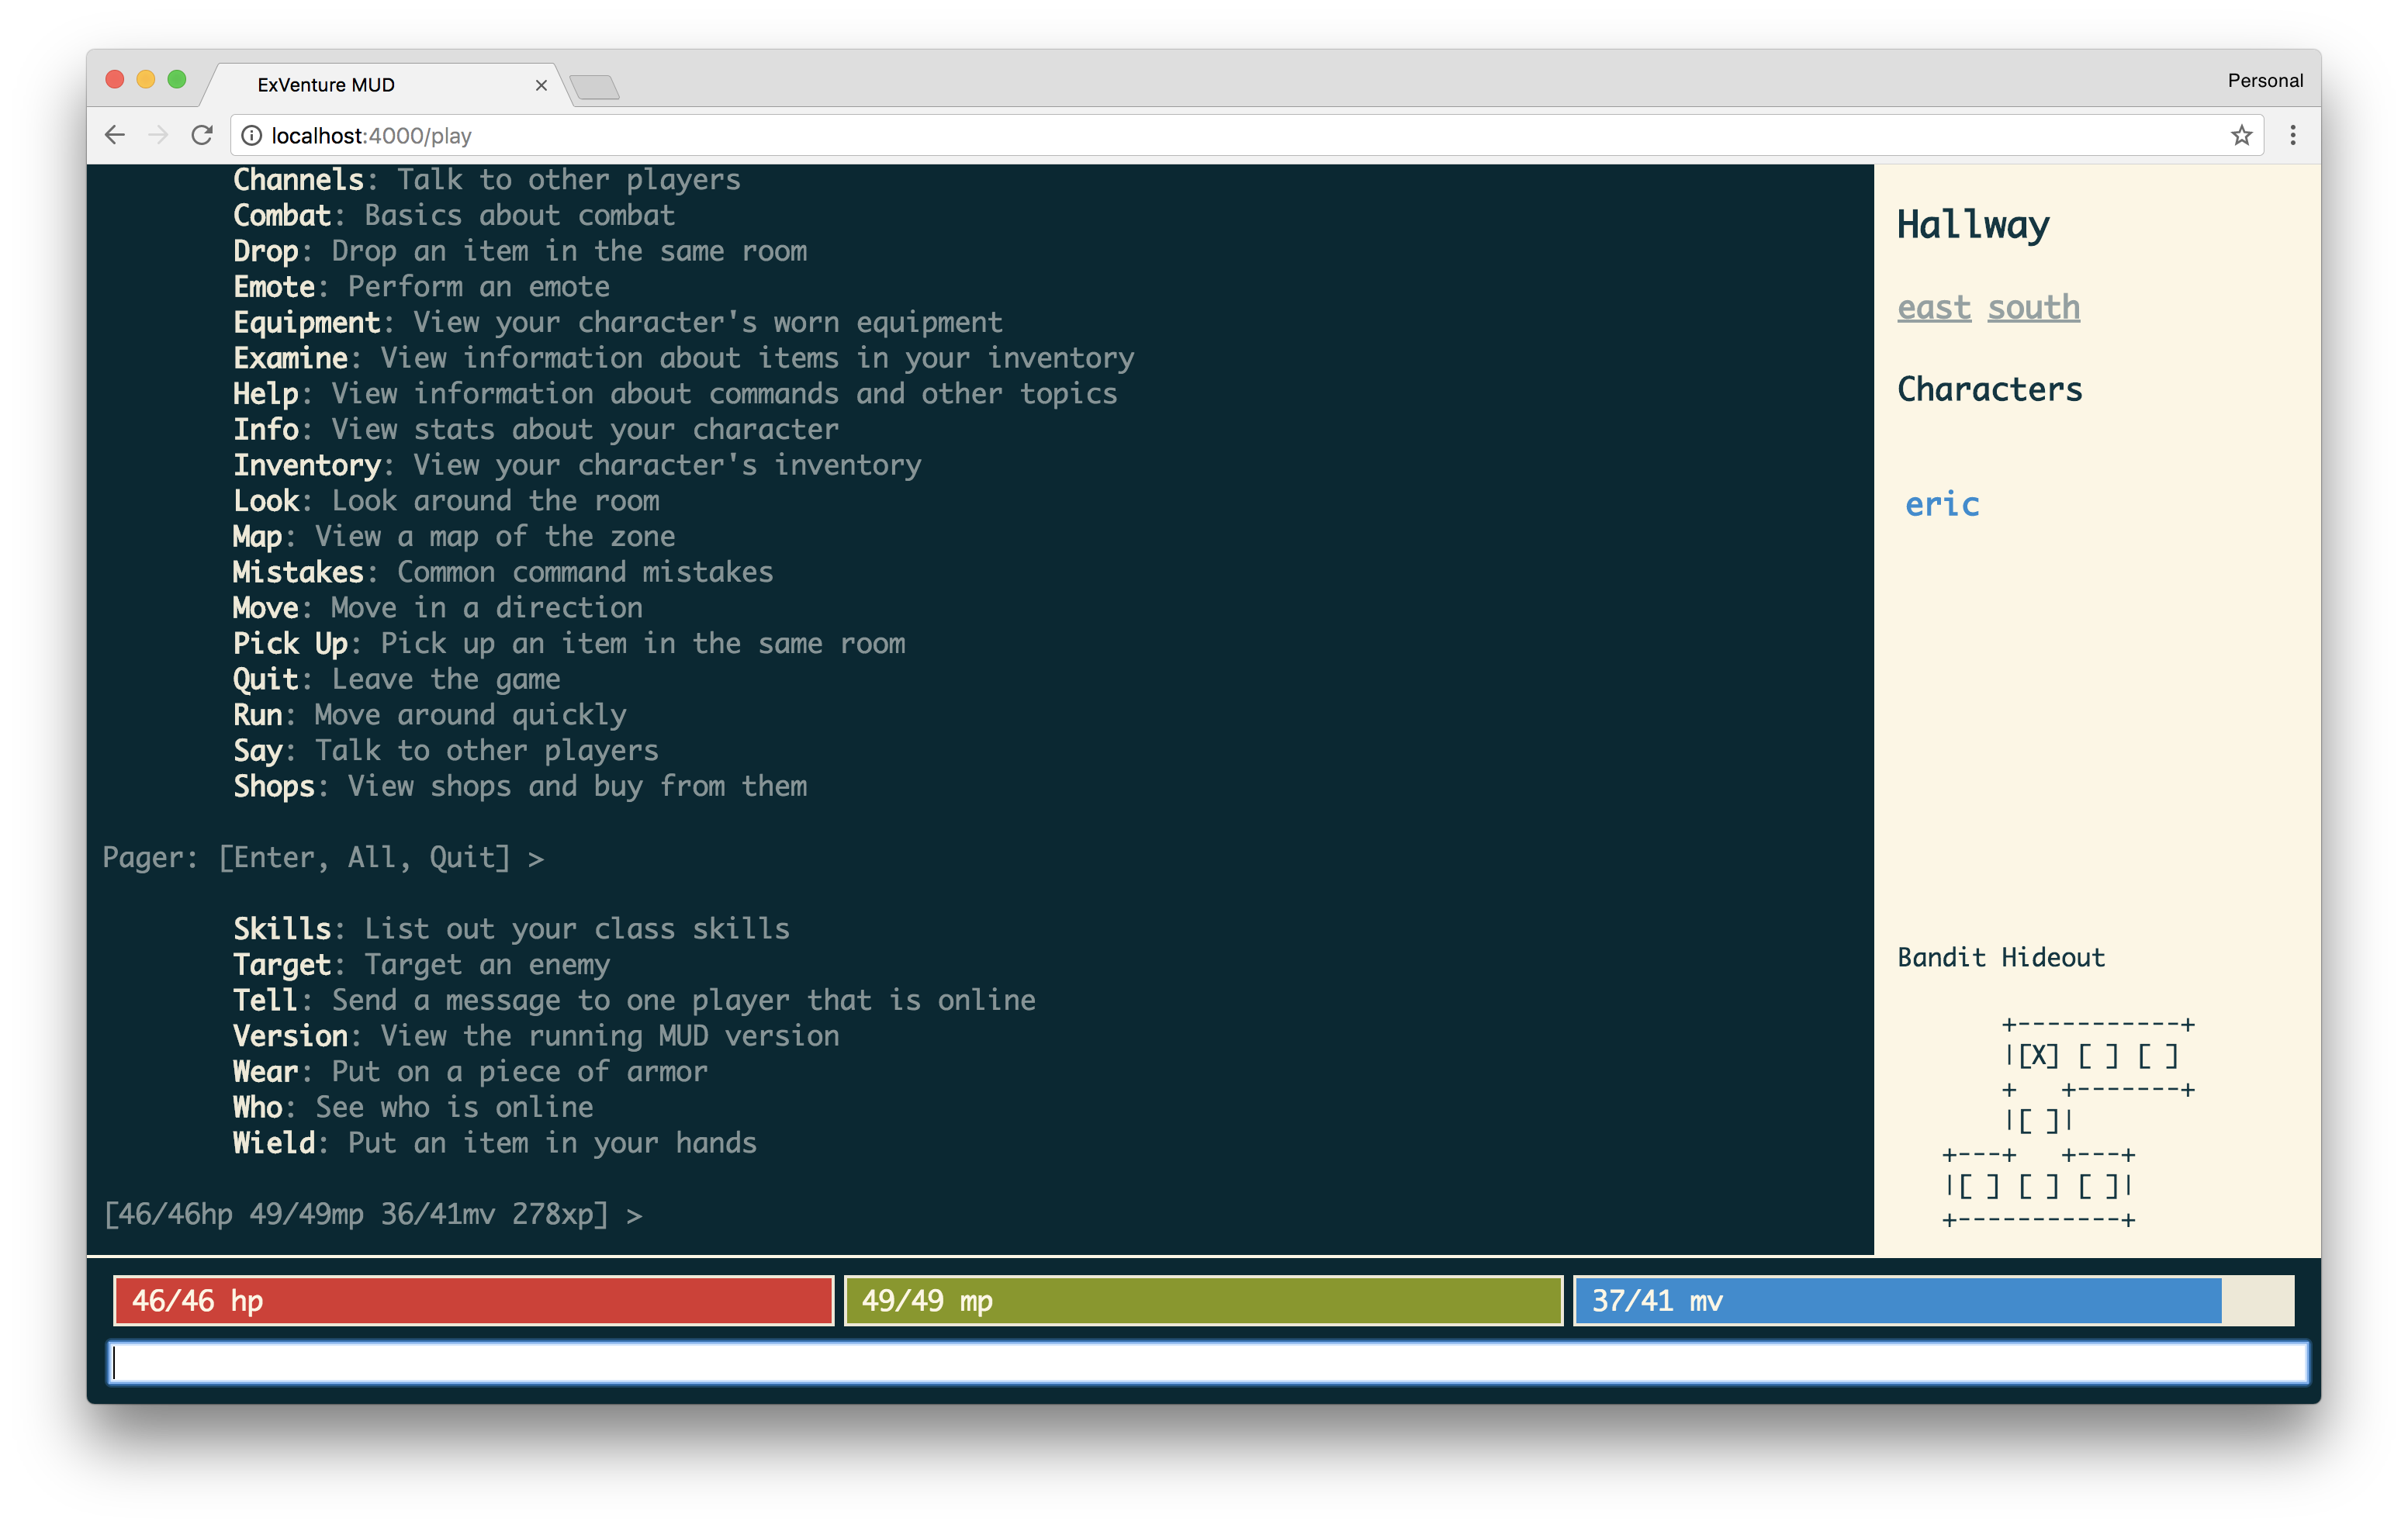 ExVenture MUD
Personal
localhost:4000/play
Channels: Talk to other players
Combat: Basics about combat
Drop: Drop an item in the same room
Emote: Perform an emote
Equipment: View your character's worn equipment
Examine: View information about items in your inventory
Help: View information about commands and other topics
Info: View stats about your character
Inventory: View your character's inventory
Look: Look around the room
Map: View a map of the zone
Mistakes: Common command mistakes
Move: Move in a direction
Pick Up: Pick up an item in the same room
Quit: Leave the game
Run: Move around quickly
Say: Talk to other players
Shops: View shops and buy from them
Pager: [Enter, All, Quit] >
Skills: List out your class skills
Target: Target an enemy
Tell: Send a message to one player that is online
Version: View the running MUD version
Wear: Put on a piece of armor
Who: See who is online
Wield: Put an item in your hands
[46/46hp 49/49mp 36/41mv 278xp] >
Hallway
east south
Characters
eric
Bandit Hideout
    +-----------+
    |[X] [ ] [ ]
    +   +-------+
    |[ ]|
+---+   +---+
|[ ] [ ] [ ]|
+-----------+
46/46 hp
49/49 mp
37/41 mv